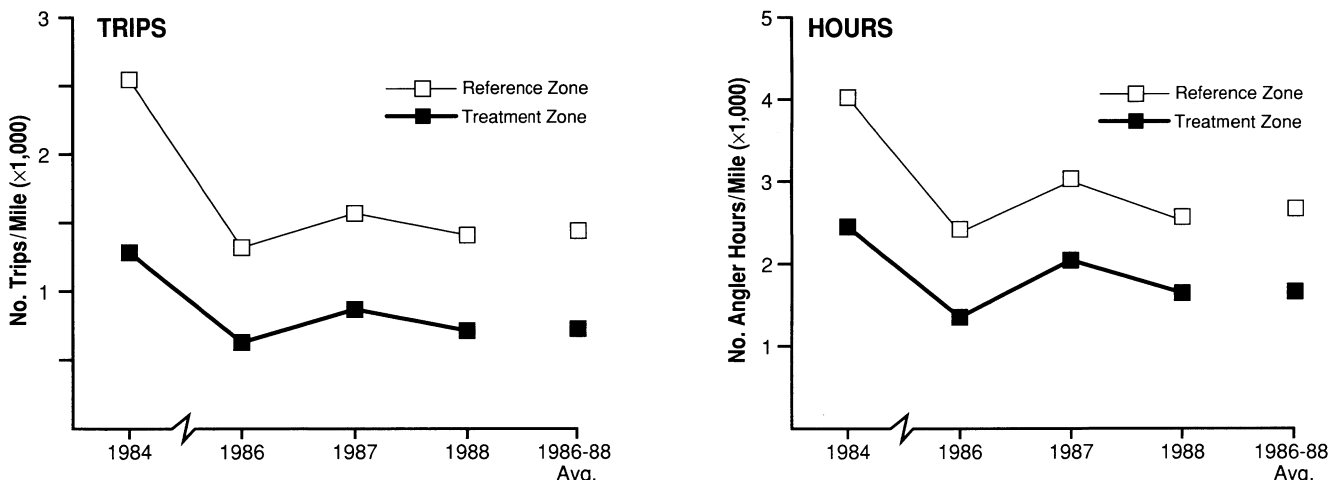 TRIPS
No. Trips/Mile (×1,000)
3
2
1
Reference Zone
Treatment Zone
1984
1986
1987
1988
1986-88
Avg.
HOURS
No. Angler Hours/Mile (×1,000)
5
4
3
2
1
Reference Zone
Treatment Zone
1984
1986
1987
1988
1986-88
Avg.